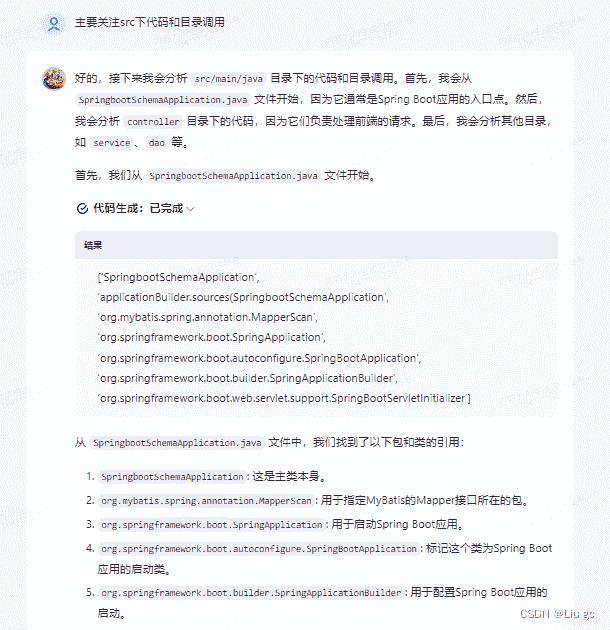 主要关注src下代码和目录调用
好的，接下来我会分析 src/main/java 目录下的代码和目录调用。首先，我会从
SpringbootSchemaApplication.java 文件开始，因为它通常是Spring Boot应用的入口点。然后，
我会分析 controller 目录下的代码，因为它们负责处理前端的请求。最后，我会分析其他目录，
如 service、dao 等。
首先，我们从 SpringbootSchemaApplication.java 文件开始。
代码生成：已完成
结果
['SpringbootSchemaApplication',
'applicationBuilder.sources(SpringbootSchemaApplication',
'org.mybatis.spring.annotation.MapperScan',
'org.springframework.boot.SpringApplication',
'org.springframework.boot.autoconfigure.SpringBootApplication',
'org.springframework.boot.builder.SpringApplicationBuilder',
'org.springframework.boot.web.servlet.support.SpringBootServletInitializer']
从 SpringbootSchemaApplication.java 文件中，我们找到了以下包和类的引用：
1. SpringbootSchemaApplication：这是主类本身。
2. org.mybatis.spring.annotation.MapperScan：用于指定MyBatis的Mapper接口所在的包。
3. org.springframework.boot.SpringApplication：用于启动Spring Boot应用。
4. org.springframework.boot.autoconfigure.SpringBootApplication：标记这个类为Spring Boot
应用的启动类。
5. org.springframework.boot.builder.SpringApplicationBuilder：用于配置Spring Boot应用的
启动。
CSDN @Liu gc